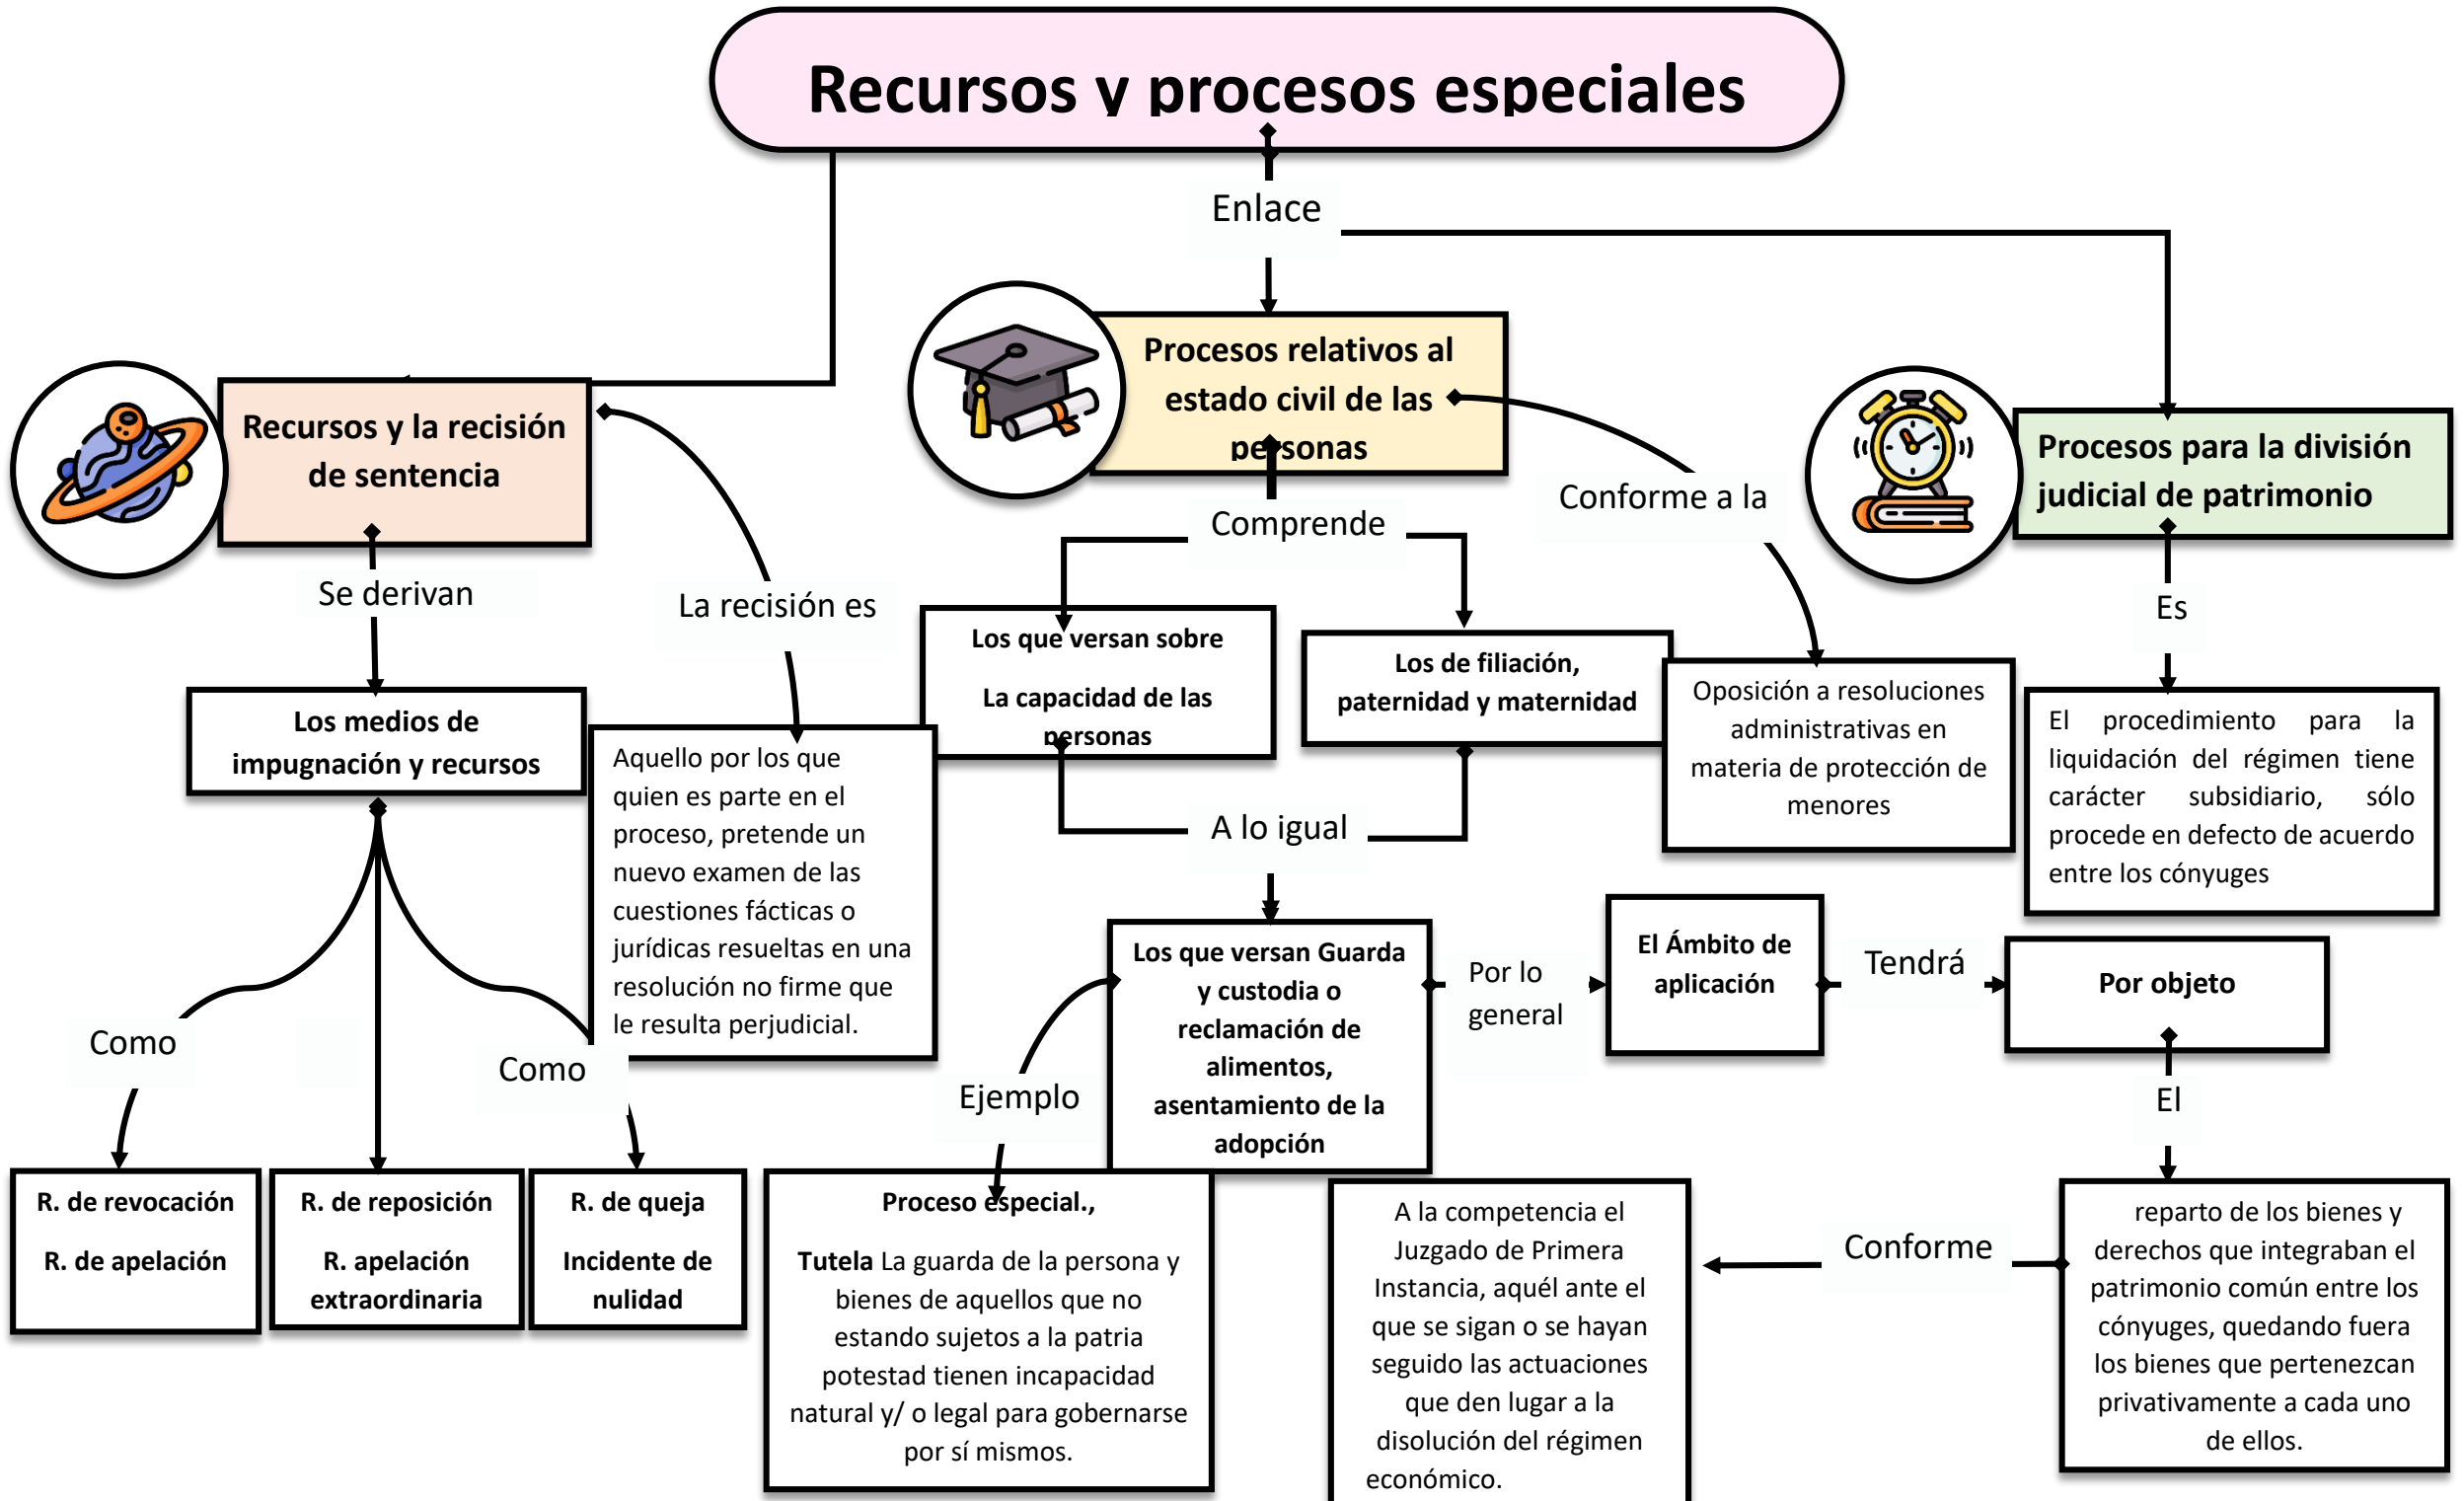 Recursos y procesos especiales
Enlace
Procesos relativos al
estado civil de las
personas
Recursos y la recisión
de sentencia
Procesos para la división
judicial de patrimonio
Conforme a la
Comprende
Se derivan
La recisión es
Es
Los que versan sobre
La capacidad de las
personas
Los de filiación,
paternidad y maternidad
Oposición a resoluciones
administrativas en
materia de protección de
menores
El procedimiento para la
liquidación del régimen tiene
carácter subsidiario, sólo
procede en defecto de acuerdo
entre los cónyuges
Los medios de
impugnación y recursos
Aquello por los que
quien es parte en el
proceso, pretende un
nuevo examen de las
cuestiones fácticas o
jurídicas resueltas en una
resolución no firme que
le resulta perjudicial.
A lo igual
Los que versan Guarda
y custodia o
reclamación de
alimentos,
asentamiento de la
adopción
Por lo
general
El Ámbito de
aplicación
Tendrá
Por objeto
Como
Como
Ejemplo
El
R. de revocación
R. de apelación
R. de reposición
R. apelación
extraordinaria
R. de queja
Incidente de
nulidad
Proceso especial.,
Tutela La guarda de la persona y
bienes de aquellos que no
estando sujetos a la patria
potestad tienen incapacidad
natural y/ o legal para gobernarse
por sí mismos.
A la competencia el
Juzgado de Primera
Instancia, aquél ante el
que se sigan o se hayan
seguido las actuaciones
que den lugar a la
disolución del régimen
económico.
Conforme
reparto de los bienes y
derechos que integraban el
patrimonio común entre los
cónyuges, quedando fuera
los bienes que pertenezcan
privativamente a cada uno
de ellos.